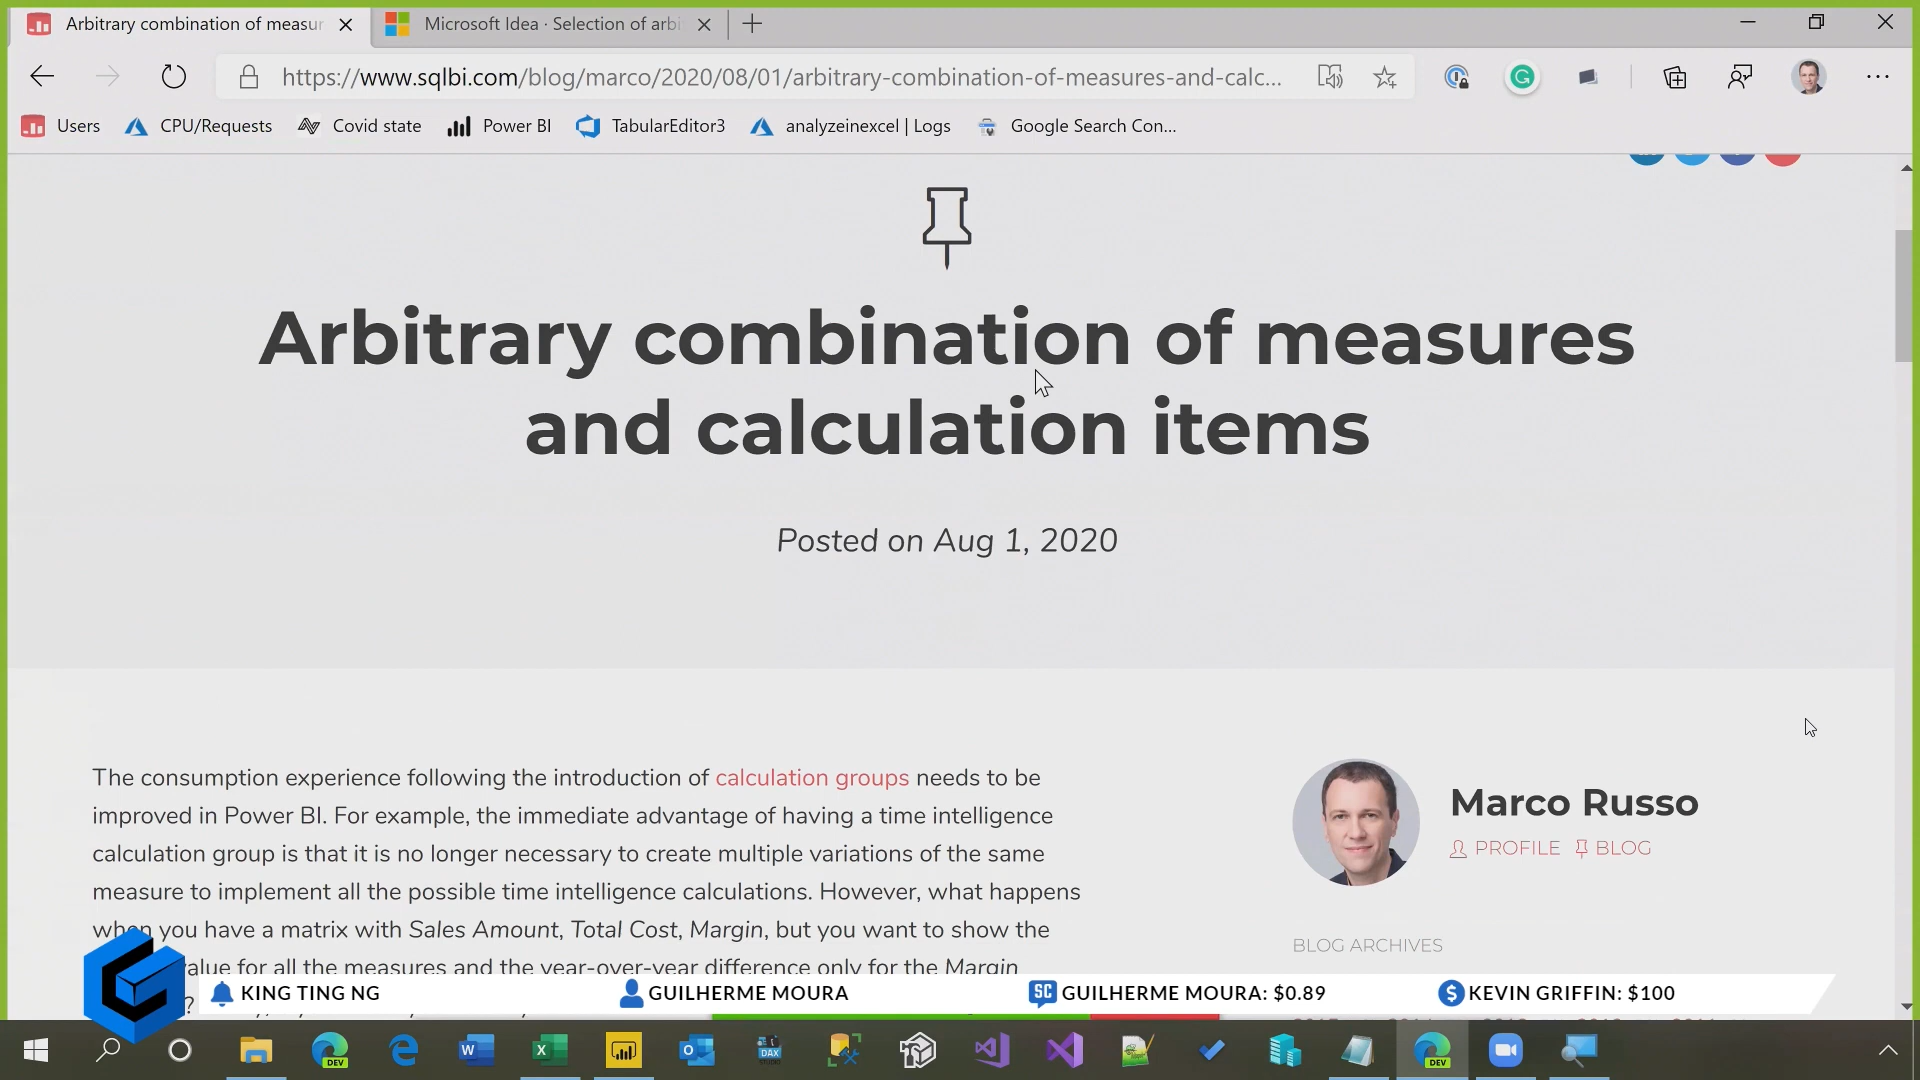 Arbitrary combination of measur
Microsoft Idea · Selection of arbi
https://www.sqlbi.com/blog/marco/2020/08/01/arbitrary-combination-of-measures-and-calc...
Users CPU/Requests Covid state Power BI TabularEditor3 analyzeinexcel | Logs Google Search Con...
Arbitrary combination of measures
and calculation items
Posted on Aug 1, 2020
The consumption experience following the introduction of calculation groups needs to be
improved in Power BI. For example, the immediate advantage of having a time intelligence
calculation group is that it is no longer necessary to create multiple variations of the same
measure to implement all the possible time intelligence calculations. However, what happens
when you have a matrix with Sales Amount, Total Cost, Margin, but you want to show the
alue for all the measures and the year-over-year difference only for the Margin
?
Marco Russo
PROFILE BLOG
BLOG ARCHIVES
KING TING NG GUILHERME MOURA SC GUILHERME MOURA: $0.89 $ KEVIN GRIFFIN: $100
DEV DAX DEV